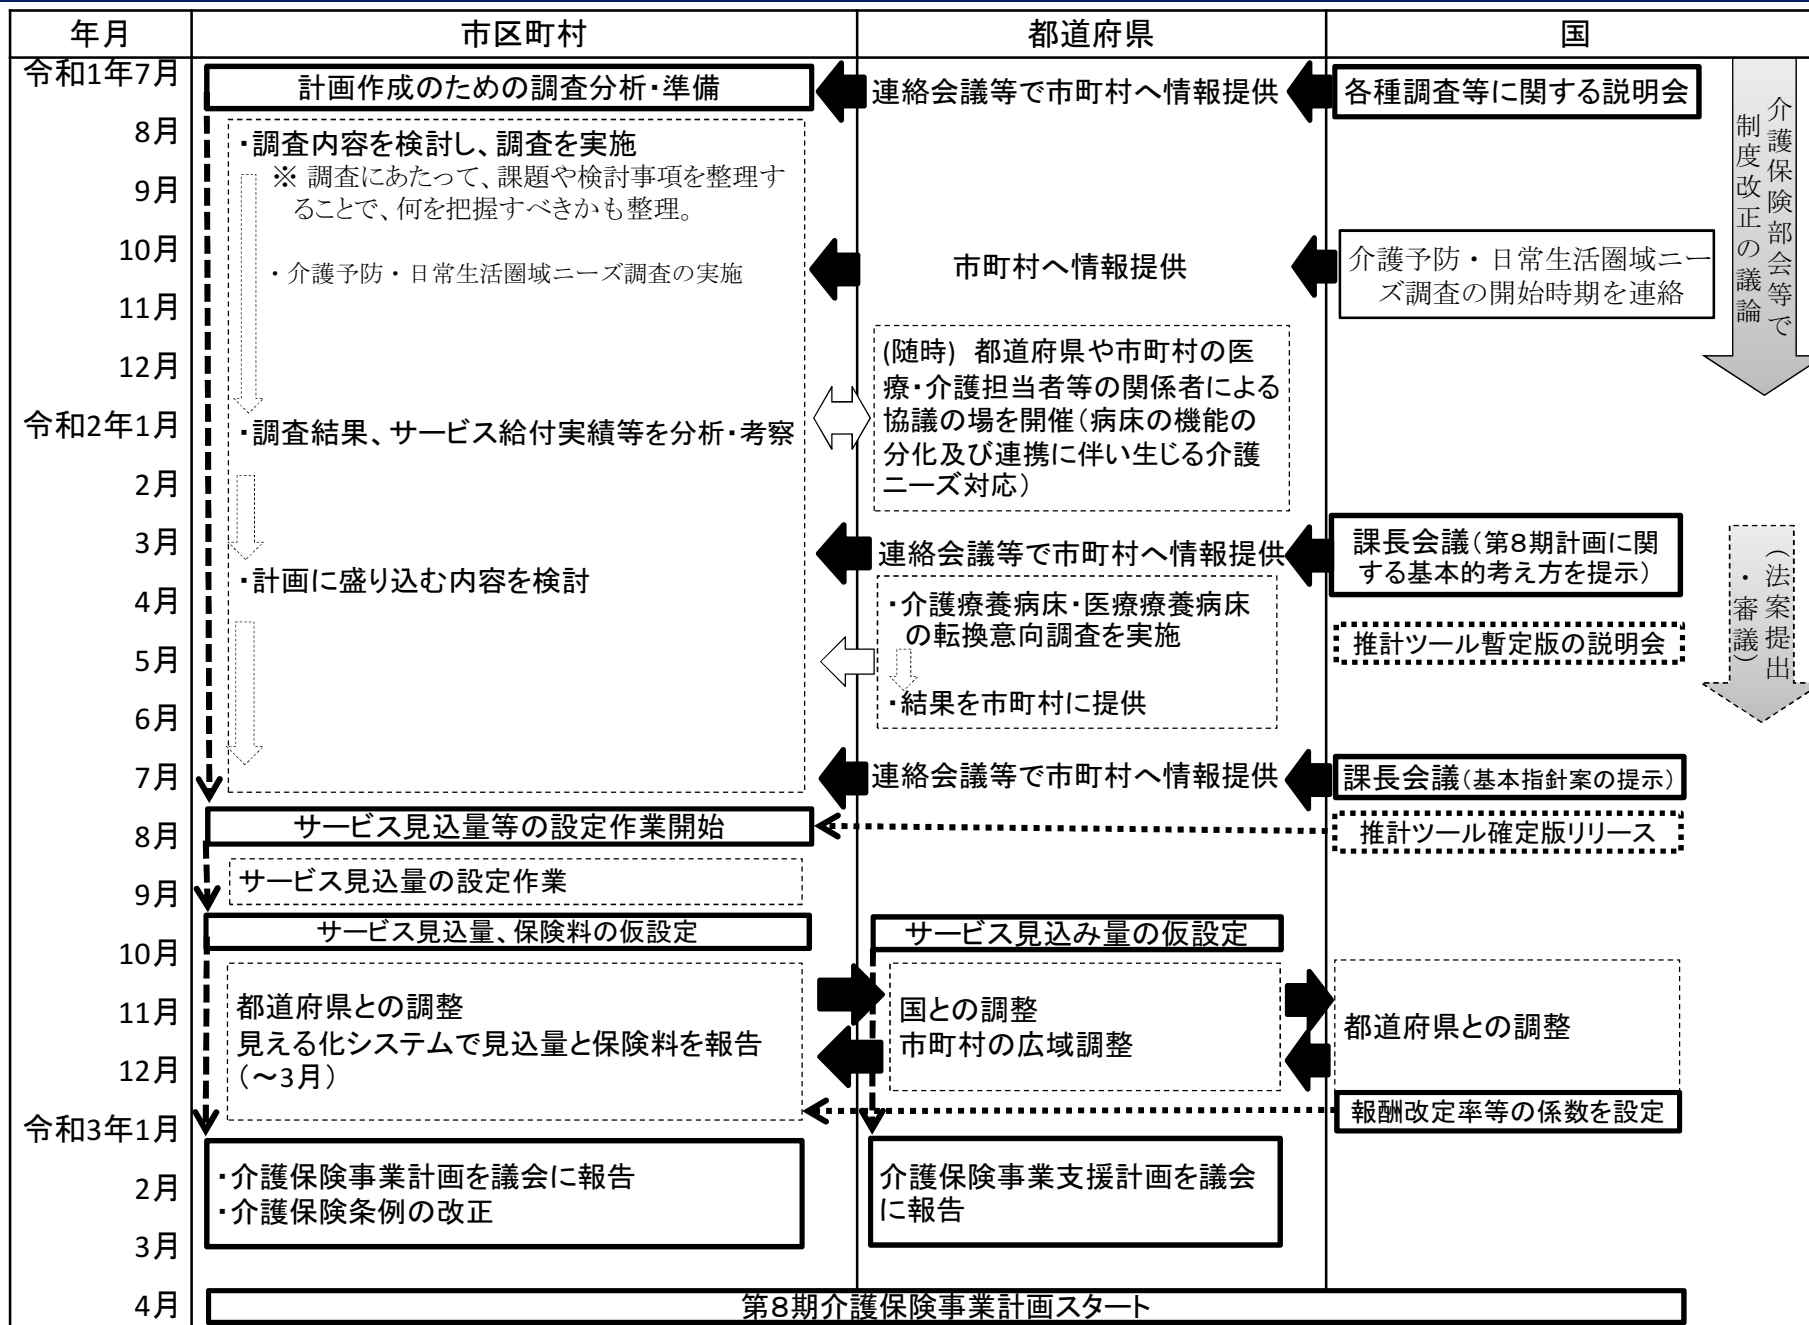 年月
市区町村
都道府県
国
令和1年7月
8月
9月
10月
11月
12月
令和2年1月
2月
3月
4月
5月
6月
7月
8月
9月
10月
11月
12月
令和3年1月
2月
3月
4月
計画作成のための調査分析・準備
・調査内容を検討し、調査を実施
※ 調査にあたって、課題や検討事項を整理す
ることで、何を把握すべきかも整理。
・介護予防・日常生活圏域ニーズ調査の実施
・調査結果、サービス給付実績等を分析・考察
・計画に盛り込む内容を検討
サービス見込量等の設定作業開始
サービス見込量の設定作業
サービス見込量、保険料の仮設定
都道府県との調整
見える化システムで見込量と保険料を報告
(～3月)
・介護保険事業計画を議会に報告
・介護保険条例の改正
連絡会議等で市町村へ情報提供
市町村へ情報提供
(随時) 都道府県や市町村の医
療・介護担当者等の関係者による
協議の場を開催(病床の機能の
分化及び連携に伴い生じる介護
ニーズ対応)
連絡会議等で市町村へ情報提供
・介護療養病床・医療療養病床
の転換意向調査を実施
・結果を市町村に提供
連絡会議等で市町村へ情報提供
サービス見込み量の仮設定
国との調整
市町村の広域調整
介護保険事業支援計画を議会
に報告
各種調査等に関する説明会
介護予防・日常生活圏域ニー
ズ調査の開始時期を連絡
課長会議(第8期計画に関
する基本的考え方を提示)
推計ツール暫定版の説明会
課長会議(基本指針案の提示)
推計ツール確定版リリース
都道府県との調整
報酬改定率等の係数を設定
介護保険部会等で
制度改正の議論
(法案提出
・審議)
第8期介護保険事業計画スタート